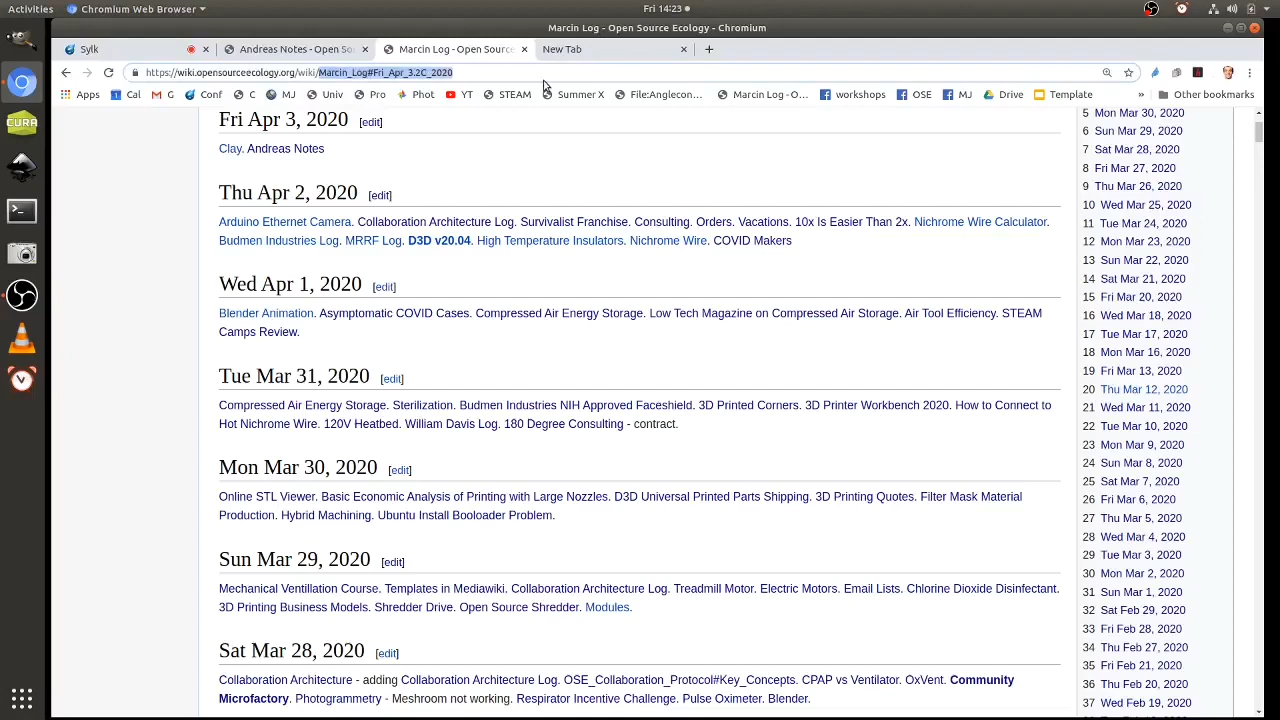 Activities
Chromium Web Browser
Fri 14:23
Marcin Log - Open Source Ecology - Chromium
Sylk
Andreas Notes - Open So
Marcin Log - Open Source
New Tab
https://wiki.opensourceecology.org/wiki/Marcin_Log#Fri_Apr_3.2C_2020
Apps Cal G Conf C MJ Univ Pro Phot YT STEAM Summer X File:Anglecon... Marcin Log - O... workshops OSE MJ Drive Template » Other bookmarks
Fri Apr 3, 2020 [edit]
Clay. Andreas Notes
Thu Apr 2, 2020 [edit]
Arduino Ethernet Camera. Collaboration Architecture Log. Survivalist Franchise. Consulting. Orders. Vacations. 10x Is Easier Than 2x. Nichrome Wire Calculator.
Budmen Industries Log. MRRF Log. D3D v20.04. High Temperature Insulators. Nichrome Wire. COVID Makers
Wed Apr 1, 2020 [edit]
Blender Animation. Asymptomatic COVID Cases. Compressed Air Energy Storage. Low Tech Magazine on Compressed Air Storage. Air Tool Efficiency. STEAM
Camps Review.
Tue Mar 31, 2020 [edit]
Compressed Air Energy Storage. Sterilization. Budmen Industries NIH Approved Faceshield. 3D Printed Corners. 3D Printer Workbench 2020. How to Connect to
Hot Nichrome Wire. 120V Heatbed. William Davis Log. 180 Degree Consulting - contract.
Mon Mar 30, 2020 [edit]
Online STL Viewer. Basic Economic Analysis of Printing with Large Nozzles. D3D Universal Printed Parts Shipping. 3D Printing Quotes. Filter Mask Material
Production. Hybrid Machining. Ubuntu Install Booloader Problem.
Sun Mar 29, 2020 [edit]
Mechanical Ventillation Course. Templates in Mediawiki. Collaboration Architecture Log. Treadmill Motor. Electric Motors. Email Lists. Chlorine Dioxide Disinfectant.
3D Printing Business Models. Shredder Drive. Open Source Shredder. Modules.
Sat Mar 28, 2020 [edit]
Collaboration Architecture - adding Collaboration Architecture Log. OSE_Collaboration_Protocol#Key_Concepts. CPAP vs Ventilator. OxVent. Community
Microfactory. Photogrammetry - Meshroom not working. Respirator Incentive Challenge. Pulse Oximeter. Blender.
5 Mon Mar 30, 2020
6 Sun Mar 29, 2020
7 Sat Mar 28, 2020
8 Fri Mar 27, 2020
9 Thu Mar 26, 2020
10 Wed Mar 25, 2020
11 Tue Mar 24, 2020
12 Mon Mar 23, 2020
13 Sun Mar 22, 2020
14 Sat Mar 21, 2020
15 Fri Mar 20, 2020
16 Wed Mar 18, 2020
17 Tue Mar 17, 2020
18 Mon Mar 16, 2020
19 Fri Mar 13, 2020
20 Thu Mar 12, 2020
21 Wed Mar 11, 2020
22 Tue Mar 10, 2020
23 Mon Mar 9, 2020
24 Sun Mar 8, 2020
25 Sat Mar 7, 2020
26 Fri Mar 6, 2020
27 Thu Mar 5, 2020
28 Wed Mar 4, 2020
29 Tue Mar 3, 2020
30 Mon Mar 2, 2020
31 Sun Mar 1, 2020
32 Sat Feb 29, 2020
33 Fri Feb 28, 2020
34 Thu Feb 27, 2020
35 Fri Feb 21, 2020
36 Thu Feb 20, 2020
37 Wed Feb 19, 2020
CURA